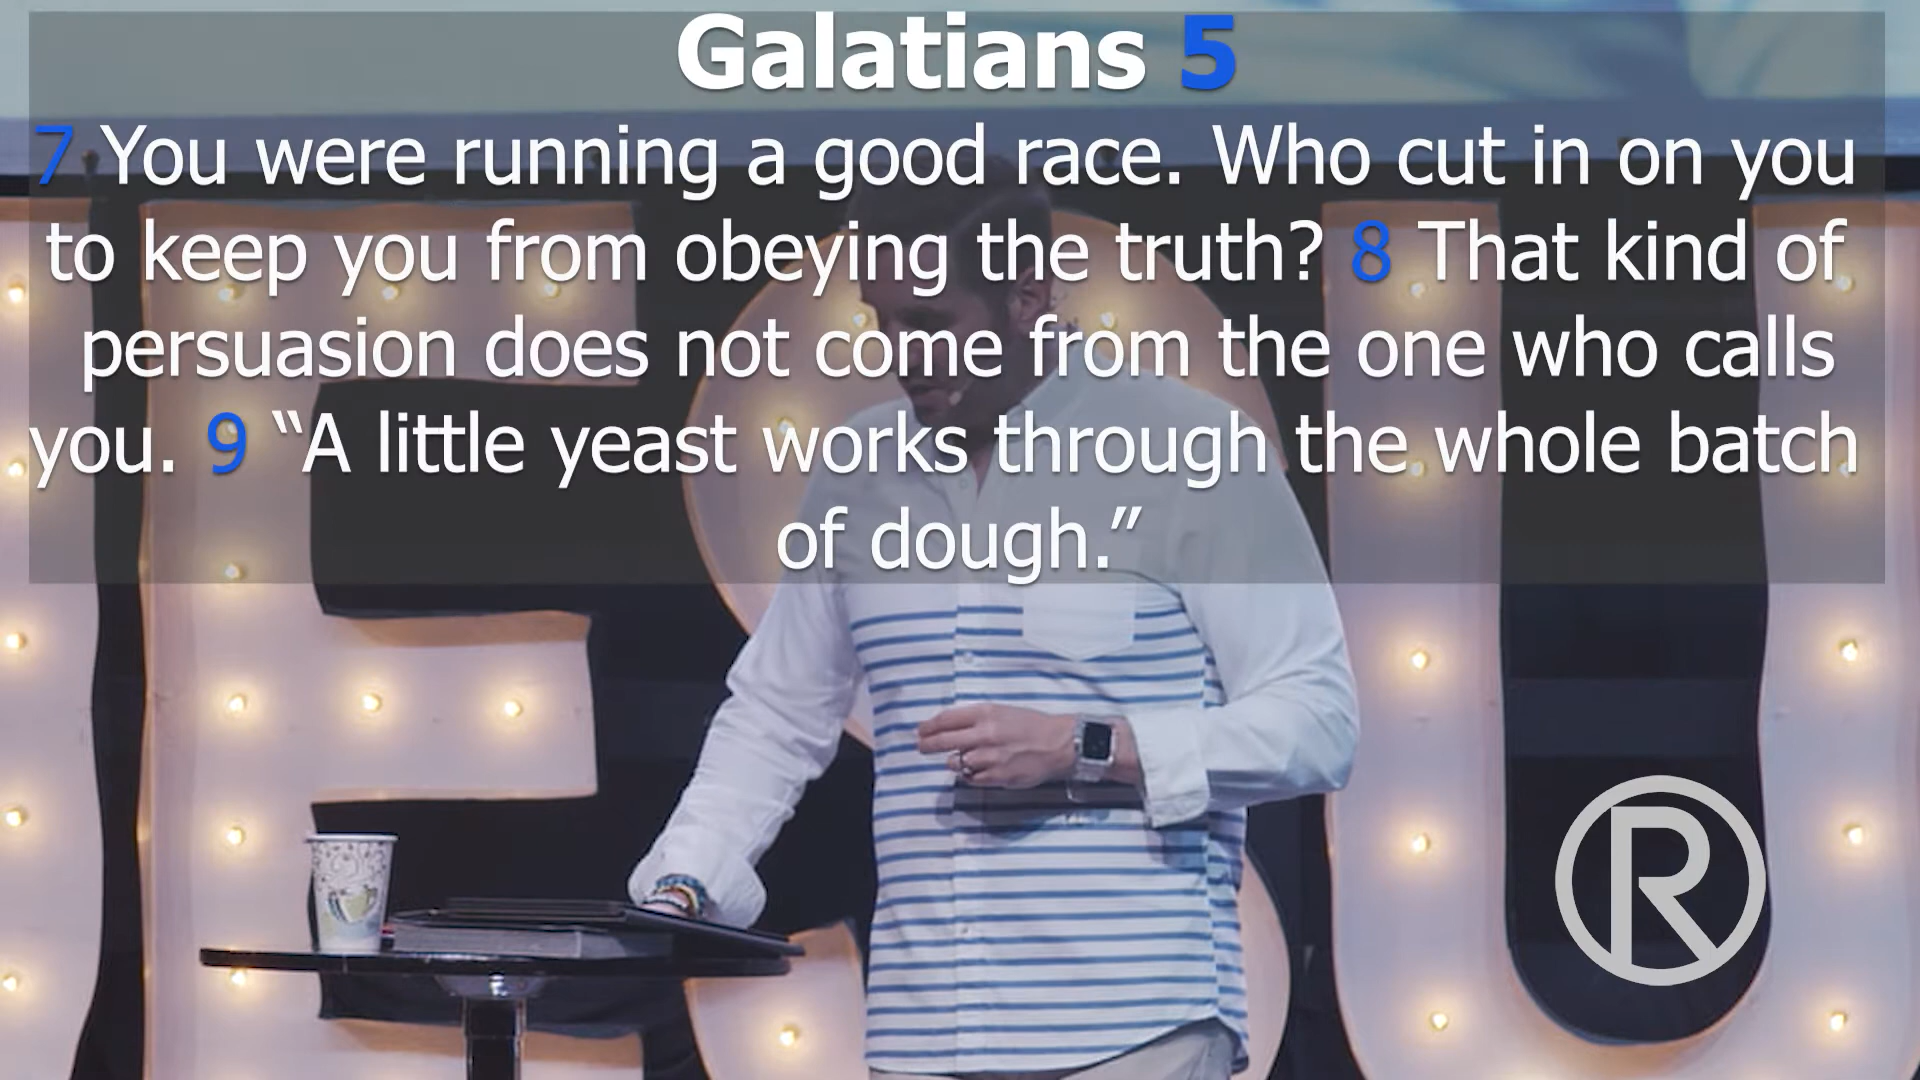 Galatians 5
7 You were running a good race. Who cut in on you
to keep you from obeying the truth? 8 That kind of
persuasion does not come from the one who calls
you. 9 “A little yeast works through the whole batch
of dough.”
ESU
R